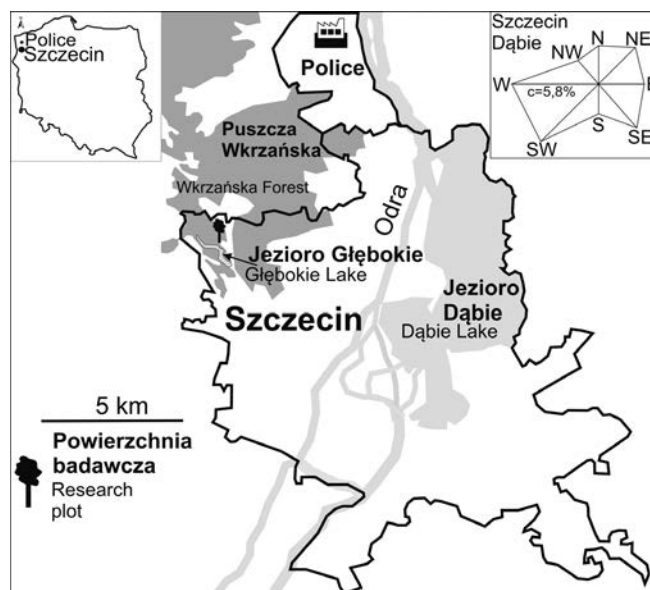 Police
Szczecin
Szczecin
Dąbie
N
NW
NE
W
c=5,8%
E
SW
S
SE
Police
Puszcza
Wkrzańska
Wkrzańska Forest
Odra
Jezioro Głębokie
Głębokie Lake
Jezioro
Dąbie
Dąbie Lake
Szczecin
5 km
Powierzchnia
badawcza
Research
plot